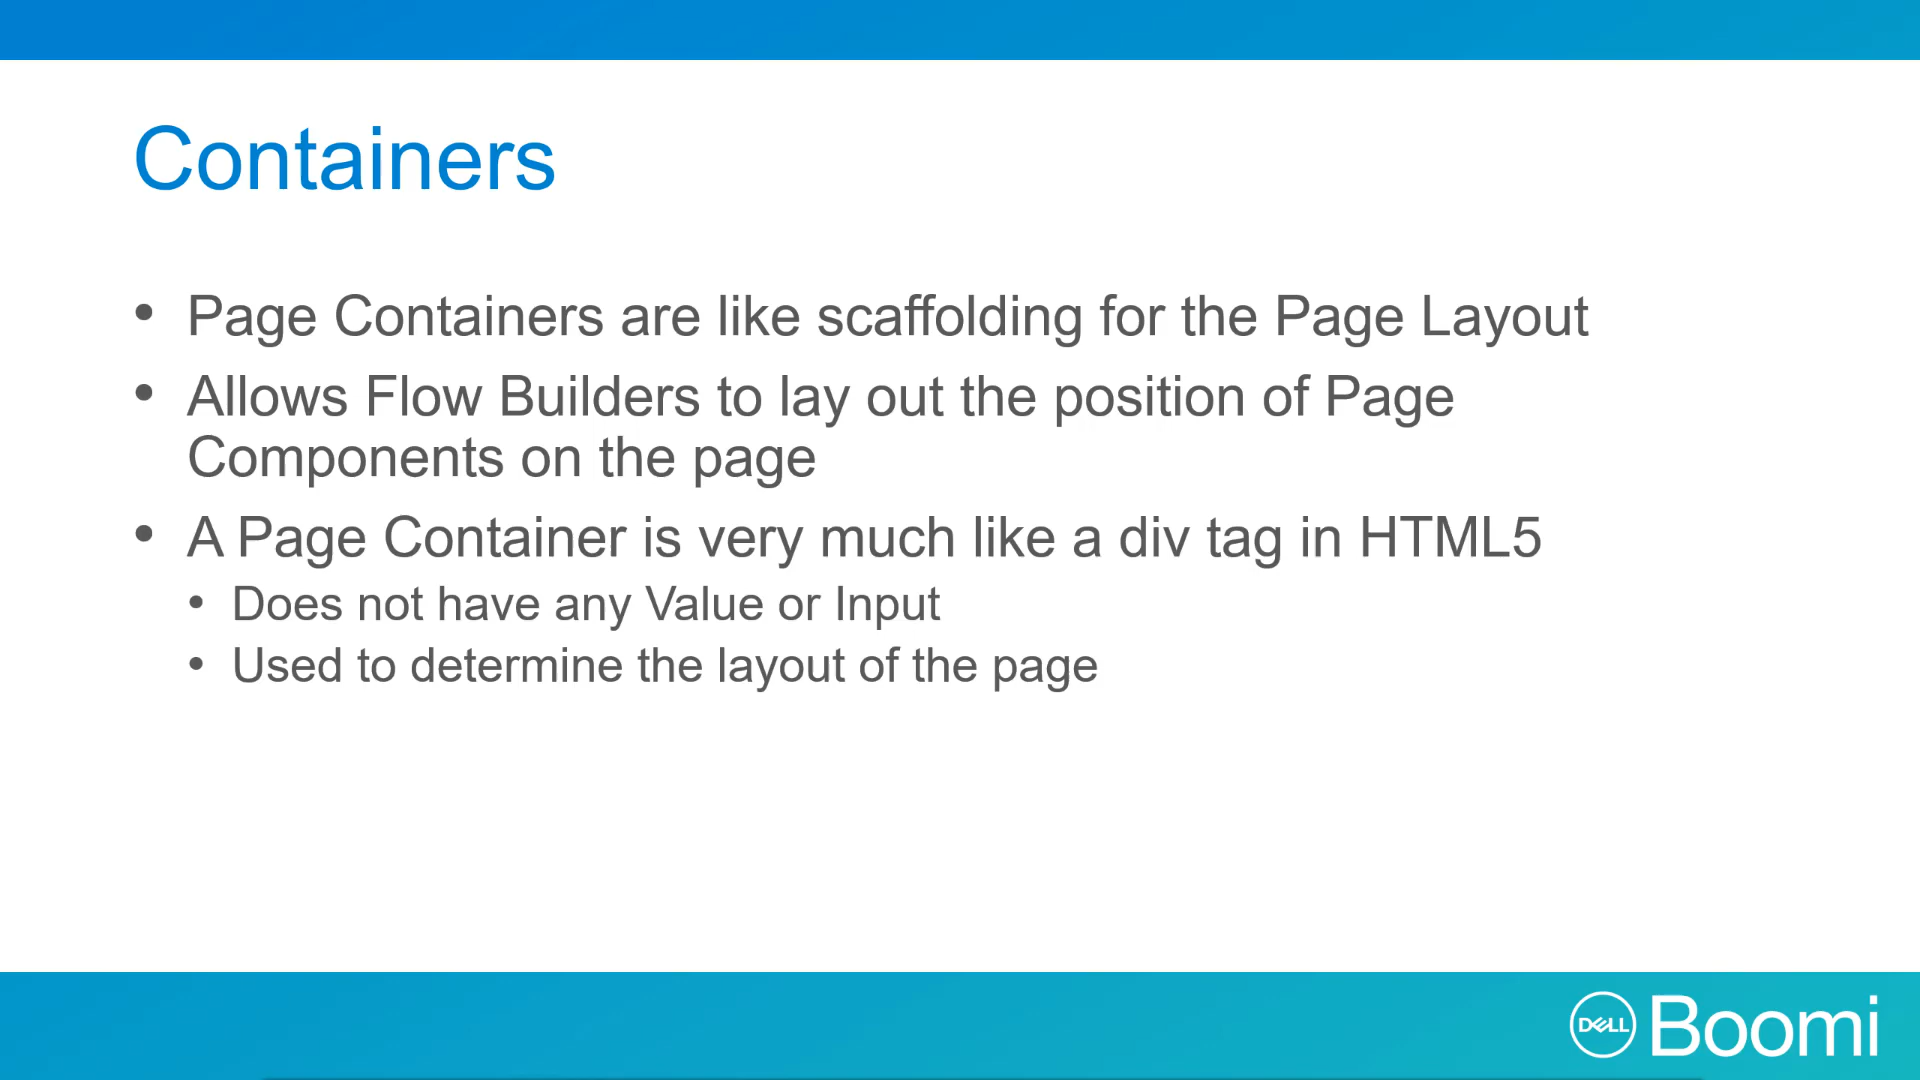 Containers
• Page Containers are like scaffolding for the Page Layout
• Allows Flow Builders to lay out the position of Page
Components on the page
• A Page Container is very much like a div tag in HTML5
• Does not have any Value or Input
• Used to determine the layout of the page
DELL Boomi